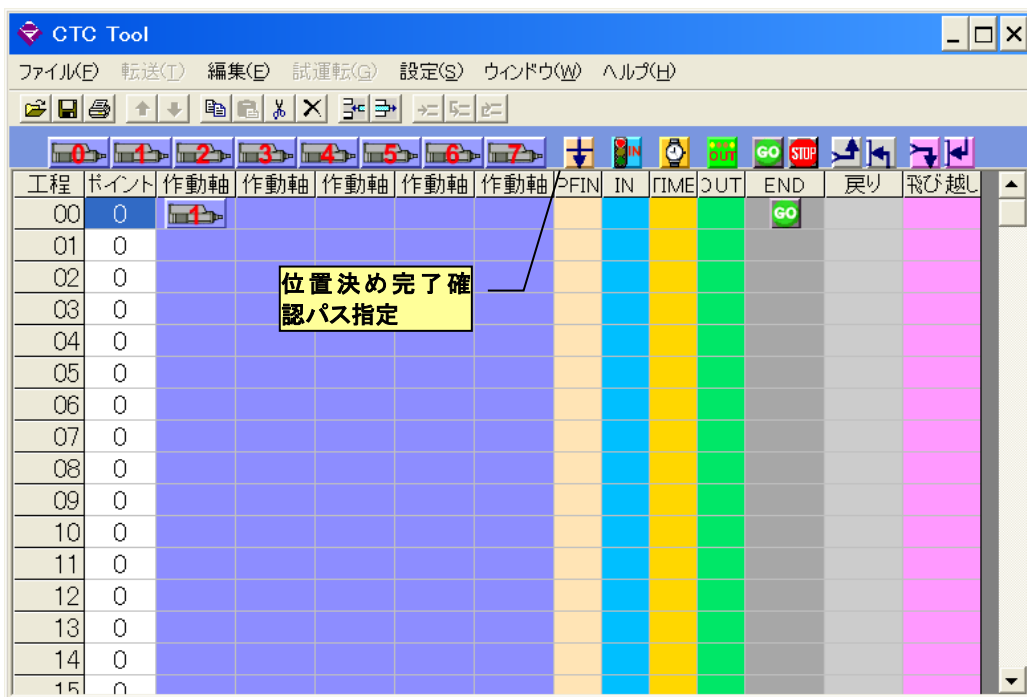 CTC Tool
ファイル(F) 転送(T) 編集(E) 試運転(G) 設定(S) ウィンドウ(W) ヘルプ(H)
0 1 2 3 4 5 6 7 IN OUT GO STOP
工程 ポイント 作動軸 作動軸 作動軸 作動軸 作動軸 PFIN IN TIME OUT END 戻り 飛び越し
00 0 1 GO
01 0
02 0
位置決め完了確
認パス指定
03 0
04 0
05 0
06 0
07 0
08 0
09 0
10 0
11 0
12 0
13 0
14 0
15 0